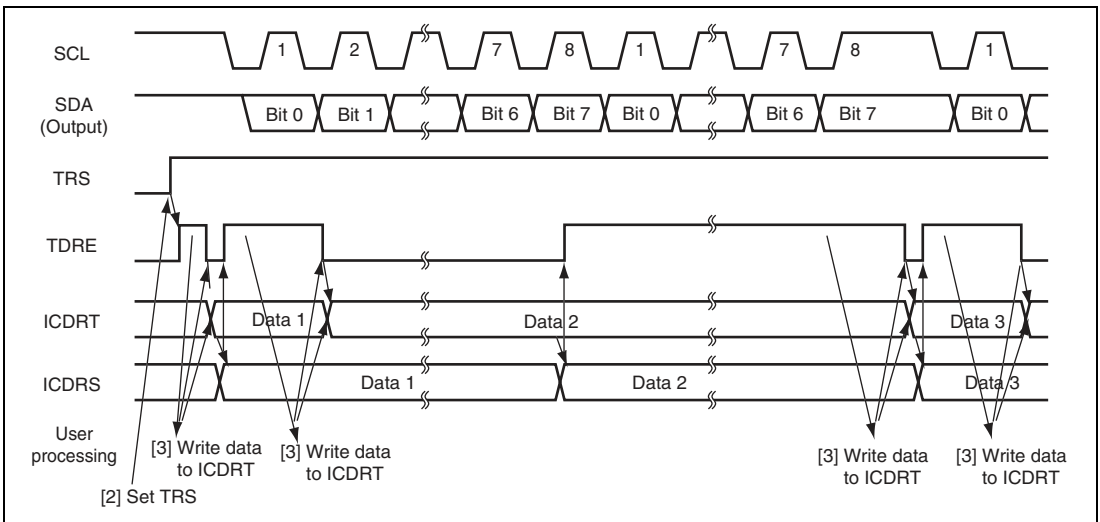 SCL 1 2 7 8 1 7 8 1
SDA
(Output)
Bit 0 Bit 1 Bit 6 Bit 7 Bit 0 Bit 6 Bit 7 Bit 0
TRS
TDRE
ICDRT Data 1 Data 2 Data 3
ICDRS Data 1 Data 2 Data 3
User
processing
[3] Write data
to ICDRT
[3] Write data
to ICDRT
[3] Write data
to ICDRT
[3] Write data
to ICDRT
[2] Set TRS